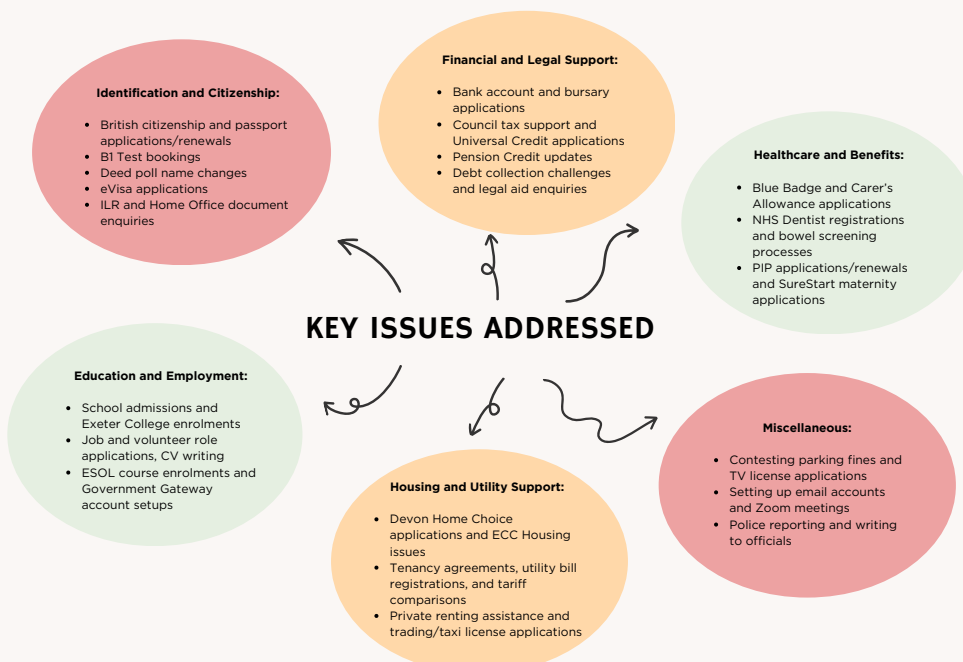 Identification and Citizenship:
• British citizenship and passport
applications/renewals
• B1 Test bookings
• Deed poll name changes
• eVisa applications
• ILR and Home Office document
enquiries
Financial and Legal Support:
• Bank account and bursary
applications
• Council tax support and
Universal Credit applications
• Pension Credit updates
• Debt collection challenges
and legal aid enquiries
Healthcare and Benefits:
• Blue Badge and Carer's
Allowance applications
• NHS Dentist registrations
and bowel screening
processes
• PIP applications/renewals
and SureStart maternity
applications
KEY ISSUES ADDRESSED
Education and Employment:
• School admissions and
Exeter College enrolments
• Job and volunteer role
applications, CV writing
• ESOL course enrolments and
Government Gateway
account setups
Housing and Utility Support:
• Devon Home Choice
applications and ECC Housing
issues
• Tenancy agreements, utility bill
registrations, and tariff
comparisons
• Private renting assistance and
trading/taxi license applications
Miscellaneous:
• Contesting parking fines and
TV license applications
• Setting up email accounts
and Zoom meetings
• Police reporting and writing
to officials